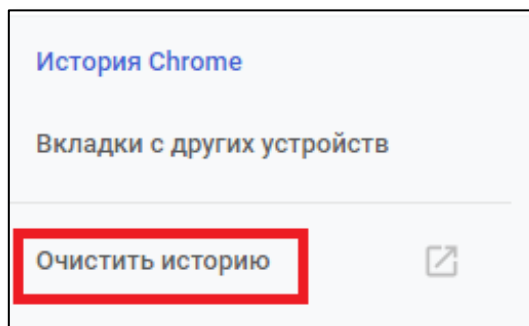 История Chrome
Вкладки с других устройств
Очистить историю